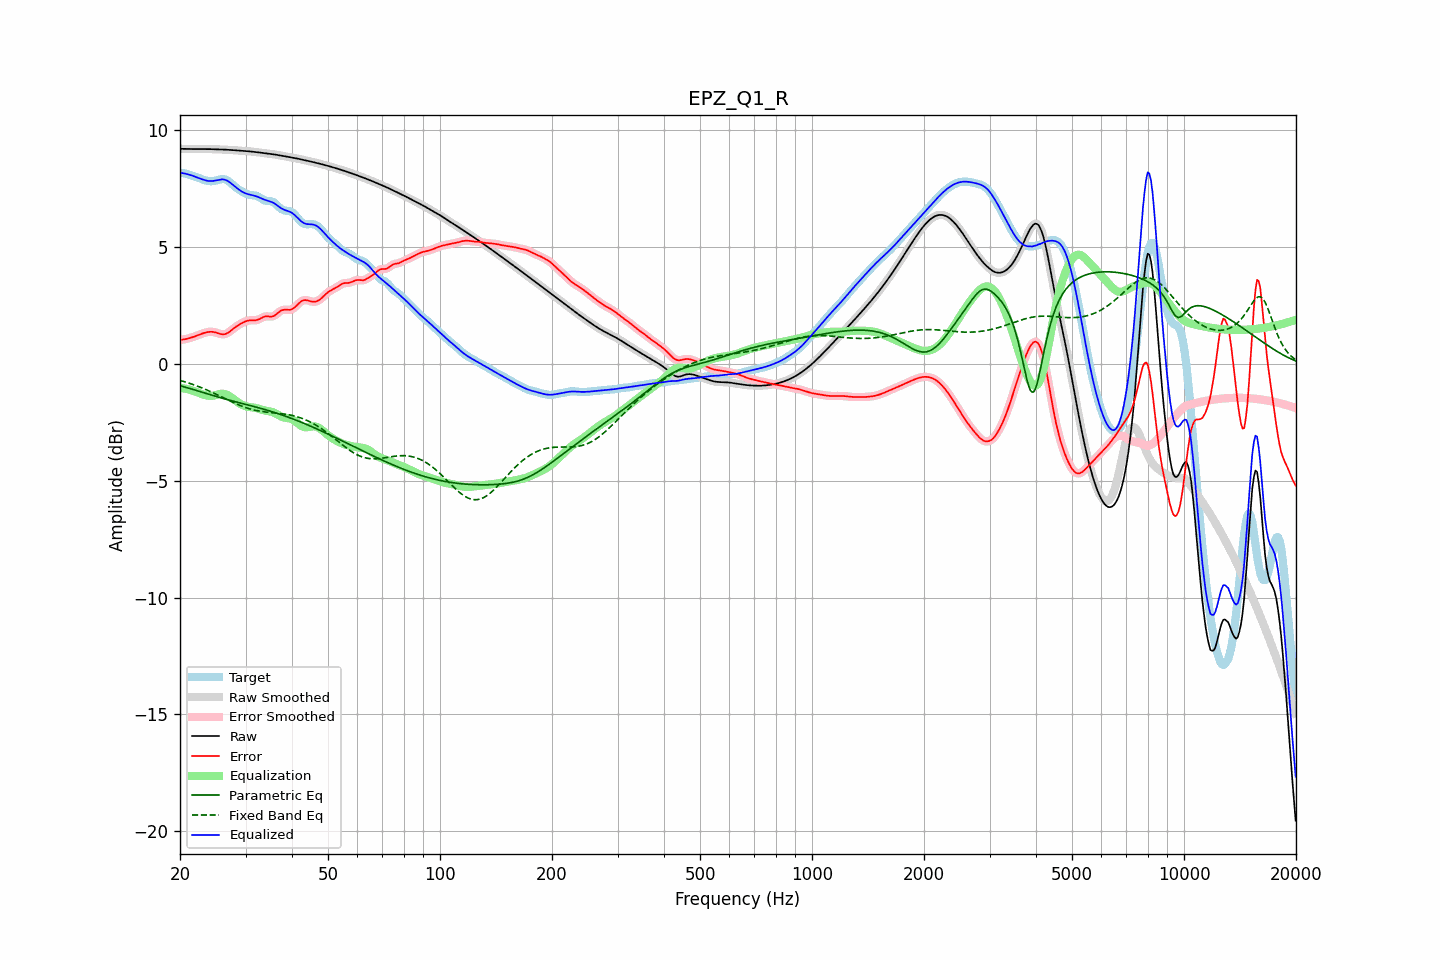 EPZ_Q1_R
Amplitude (dBr)
10
5
0
−5
−10
−15
−20
Target
Raw Smoothed
Error Smoothed
Raw
Error
Equalization
Parametric Eq
Fixed Band Eq
Equalized
20 50 100 200 500 1000 2000 5000 10000 20000
Frequency (Hz)